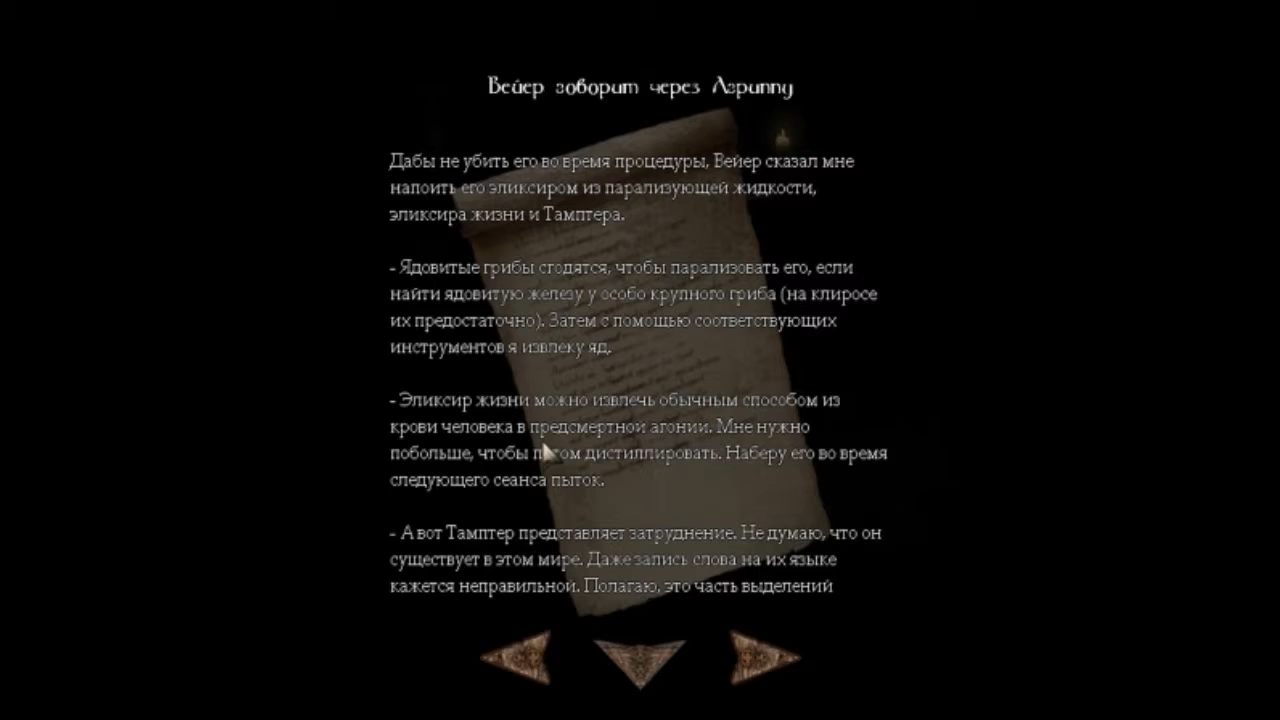 Вейер говорит через Агриппу
Дабы не убить его во время процедуры, Вейер сказал мне
напоить его эликсиром из парализующей жидкости,
эликсира жизни и Тамптера.
- Ядовитые грибы сгодятся, чтобы парализовать его, если
найти ядовитую железу у особо крупного гриба (на клиросе
их предостаточно). Затем с помощью соответствующих
инструментов я извлеку яд.
- Эликсир жизни можно извлечь обычным способом из
крови человека в предсмертной агонии. Мне нужно
побольше, чтобы потом дистиллировать. Наберу его во время
следующего сеанса пыток.
- А вот Тамптер представляет затруднение. Не думаю, что он
существует в этом мире. Даже запись слова на их языке
кажется неправильной. Полагаю, это часть выделений